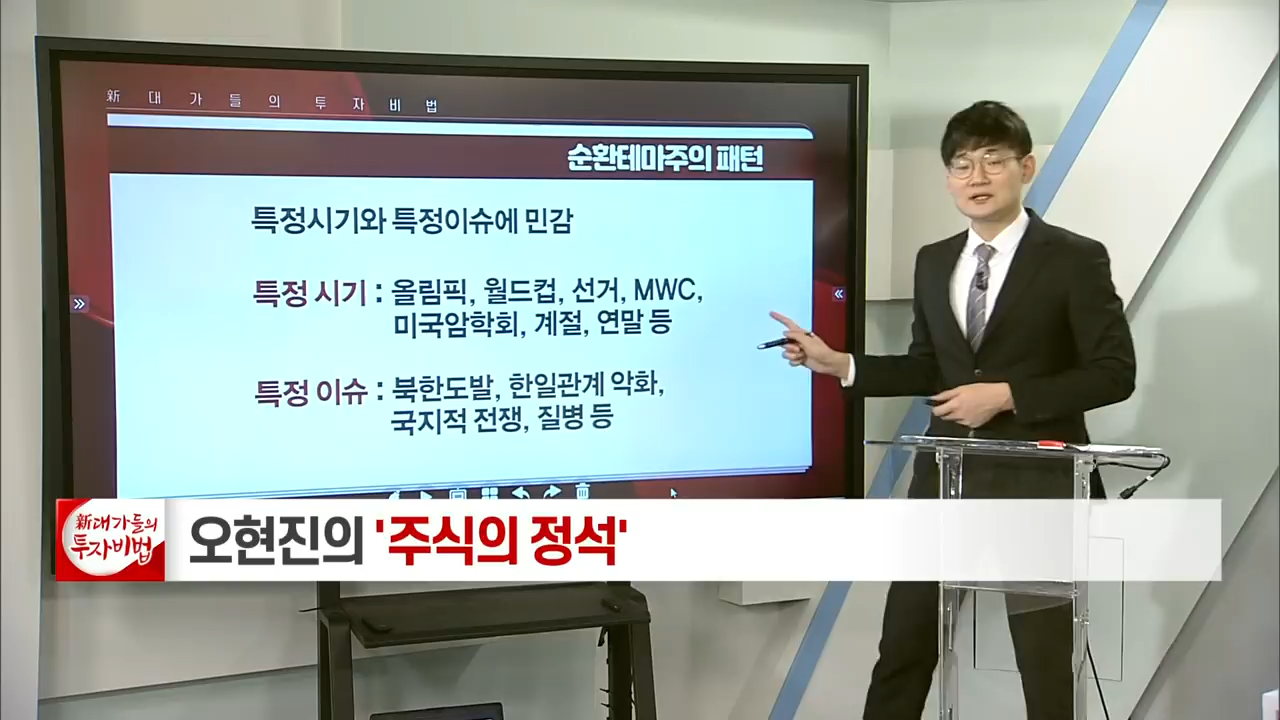 新 대 가 들 의 투 자 비 법
순환테마주의 패턴
특정시기와 특정이슈에 민감
특정 시기 : 올림픽, 월드컵, 선거, MWC,
미국암학회, 계절, 연말 등
특정 이슈 : 북한도발, 한일관계 악화,
국지적 전쟁, 질병 등
新대가들의
투자비법
오현진의 '주식의 정석'